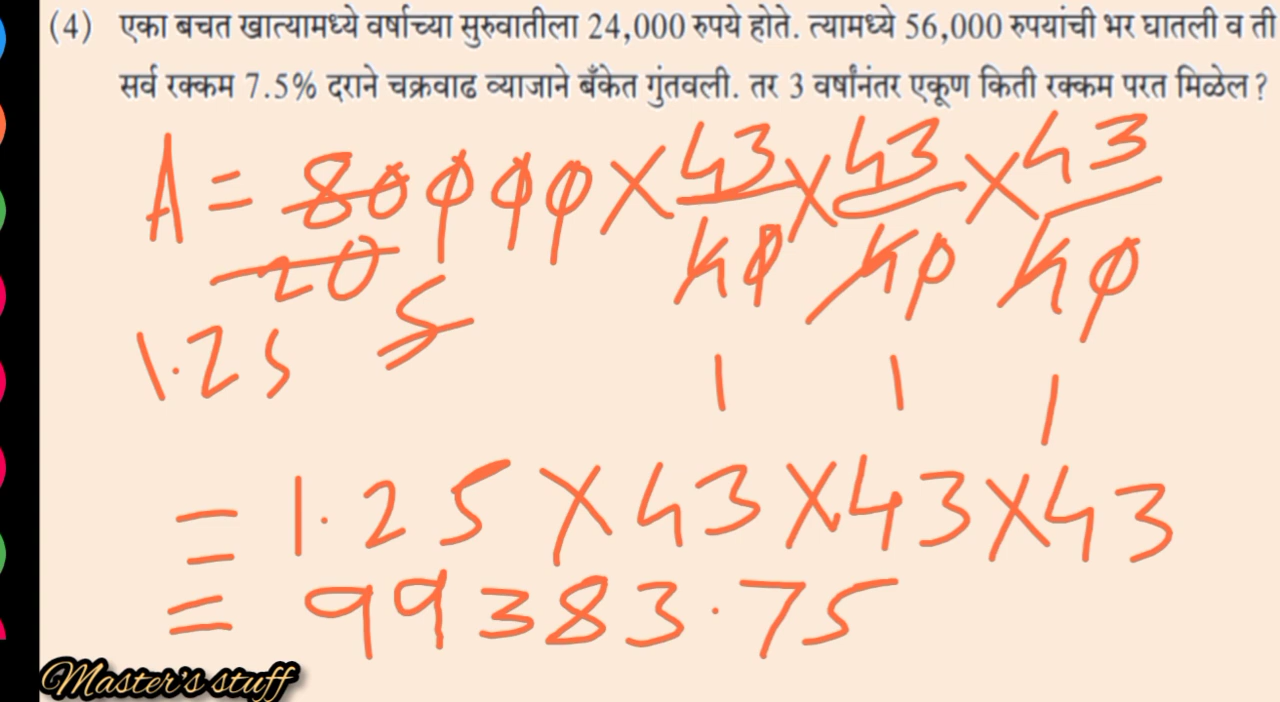 (4) एका बचत खात्यामध्ये वर्षाच्या सुरुवातीला 24,000 रुपये होते. त्यामध्ये 56,000 रुपयांची भर घातली व ती
सर्व रक्कम 7.5% दराने चक्रवाढ व्याजाने बँकेत गुंतवली. तर 3 वर्षांनंतर एकूण किती रक्कम परत मिळेल?
A = 80000 × 43/40 × 43/40 × 43/40
20 5
1.25 1 1 1
= 1.25 × 43 × 43 × 43
= 99383.75
Master's stuff